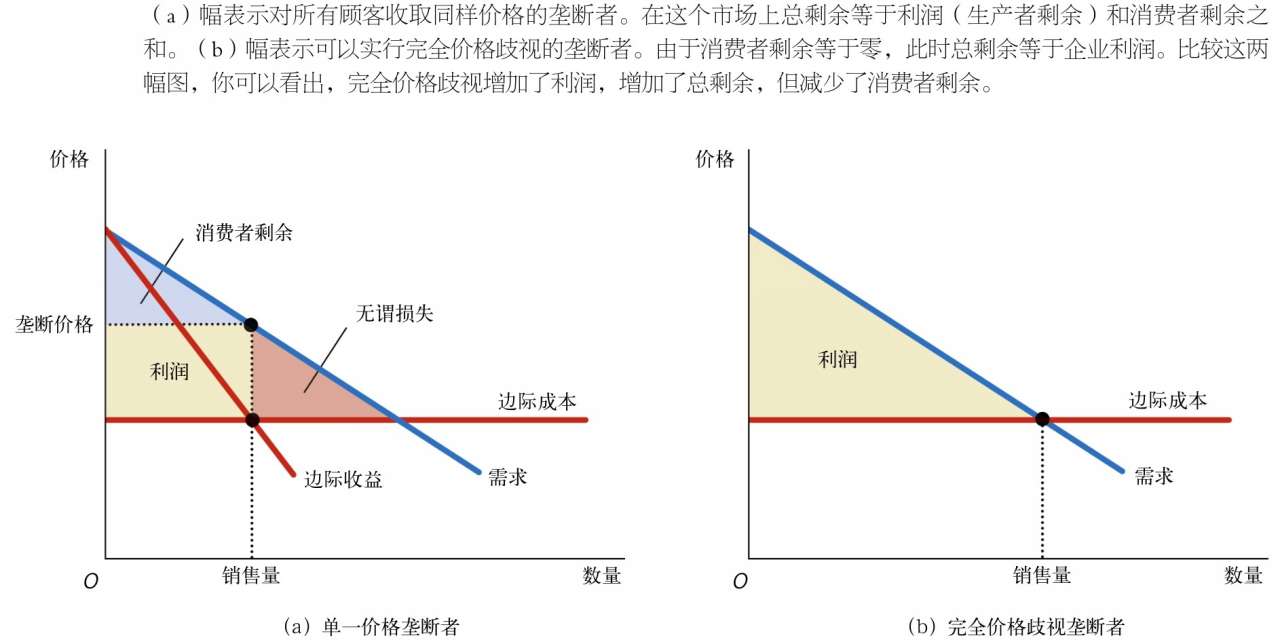 （a）幅表示对所有顾客收取同样价格的垄断者。在这个市场上总剩余等于利润（生产者剩余）和消费者剩余之
和。（b）幅表示可以实行完全价格歧视的垄断者。由于消费者剩余等于零，此时总剩余等于企业利润。比较这两
幅图，你可以看出，完全价格歧视增加了利润，增加了总剩余，但减少了消费者剩余。
价格
消费者剩余
无谓损失
垄断价格
利润
边际成本
边际收益
需求
O
销售量
数量
（a）单一价格垄断者
价格
利润
边际成本
需求
O
销售量
数量
（b）完全价格歧视垄断者